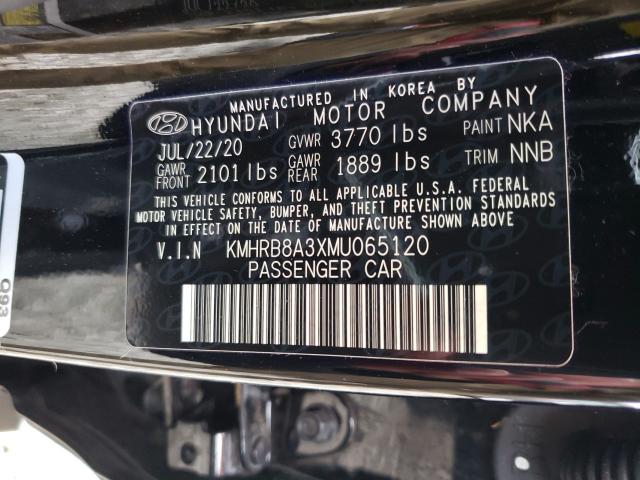 MANUFACTURED IN KOREA BY
HYUNDAI MOTOR COMPANY
JUL/22/20 GVWR 3770 lbs PAINT NKA
GAWR FRONT 2101 lbs GAWR REAR 1889 lbs TRIM NNB
THIS VEHICLE CONFORMS TO ALL APPLICABLE U.S.A. FEDERAL
MOTOR VEHICLE SAFETY, BUMPER, AND THEFT PREVENTION STANDARDS
IN EFFECT ON THE DATE OF MANUFACTURE SHOWN ABOVE.
V.I.N KMHRB8A3XMU065120
PASSENGER CAR
Q93